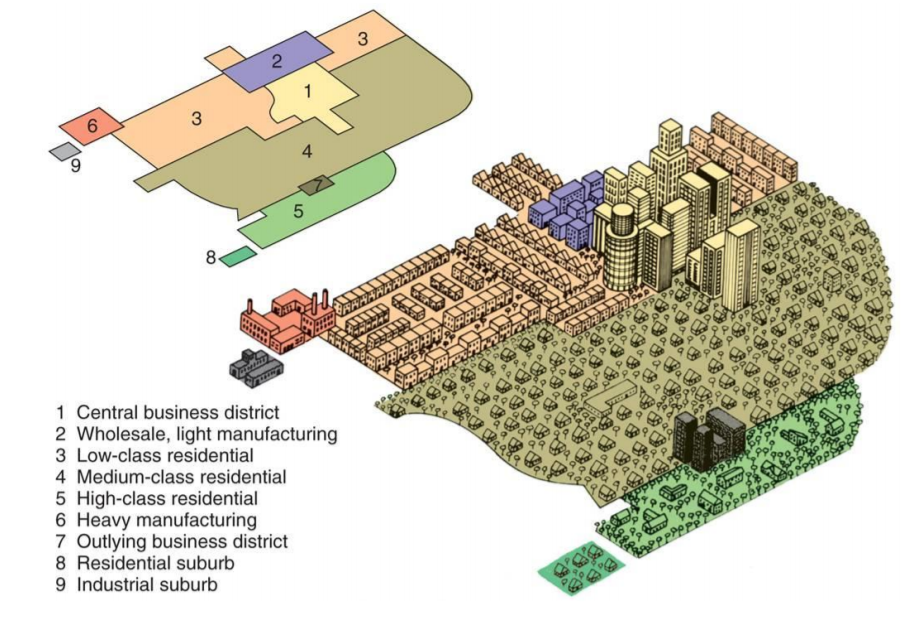 3
2
1
3
6
9
4
7
5
8
1 Central business district
2 Wholesale, light manufacturing
3 Low-class residential
4 Medium-class residential
5 High-class residential
6 Heavy manufacturing
7 Outlying business district
8 Residential suburb
9 Industrial suburb